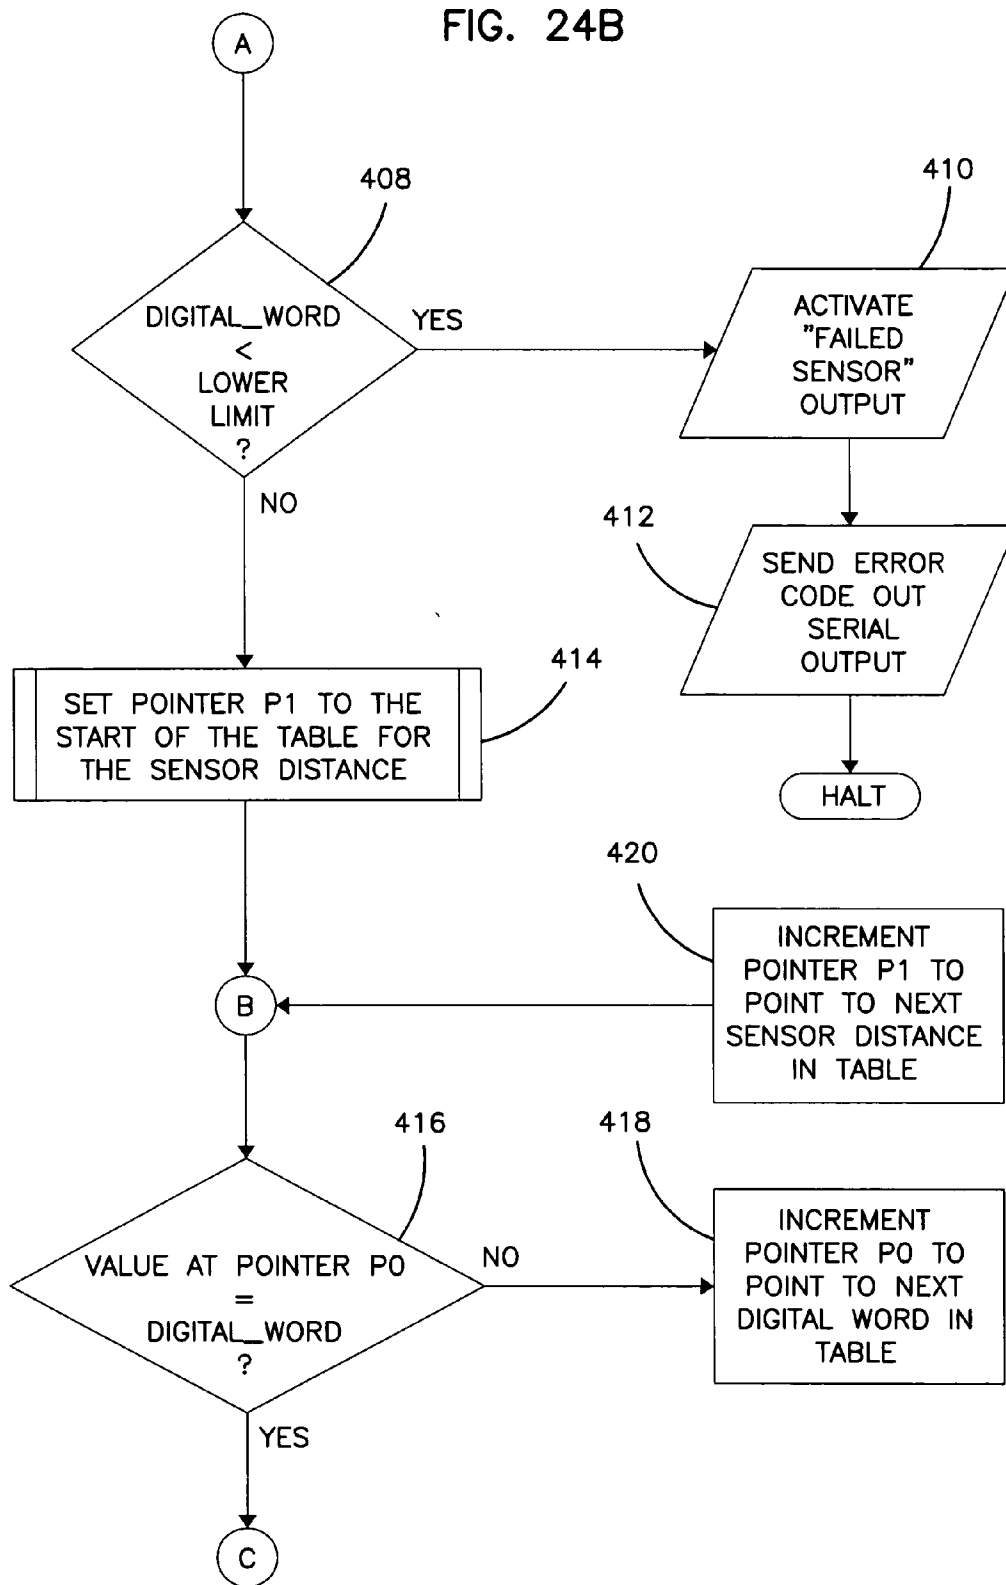 FIG. 24B
A
408
DIGITAL_WORD
<
LOWER
LIMIT
?
YES
NO
410
ACTIVATE
"FAILED
SENSOR"
OUTPUT
412
SEND ERROR
CODE OUT
SERIAL
OUTPUT
HALT
414
SET POINTER P1 TO THE
START OF THE TABLE FOR
THE SENSOR DISTANCE
420
INCREMENT
POINTER P1 TO
POINT TO NEXT
SENSOR DISTANCE
IN TABLE
B
416
VALUE AT POINTER P0
=
DIGITAL_WORD
?
NO
YES
418
INCREMENT
POINTER P0 TO
POINT TO NEXT
DIGITAL WORD IN
TABLE
C